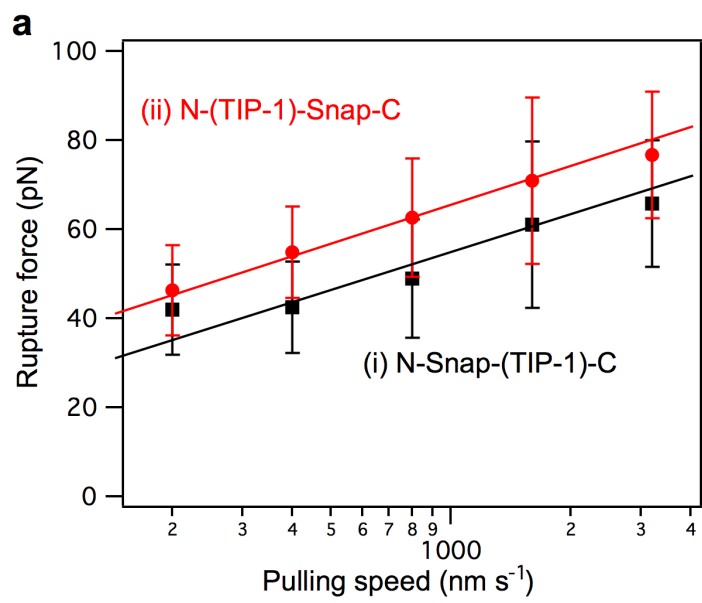 a
100
(ii) N-(TIP-1)-Snap-C
80
60
40
(i) N-Snap-(TIP-1)-C
20
0
Rupture force (pN)
2 3 4 5 6 7 8 9 2 3 4
1000
Pulling speed (nm s⁻¹)